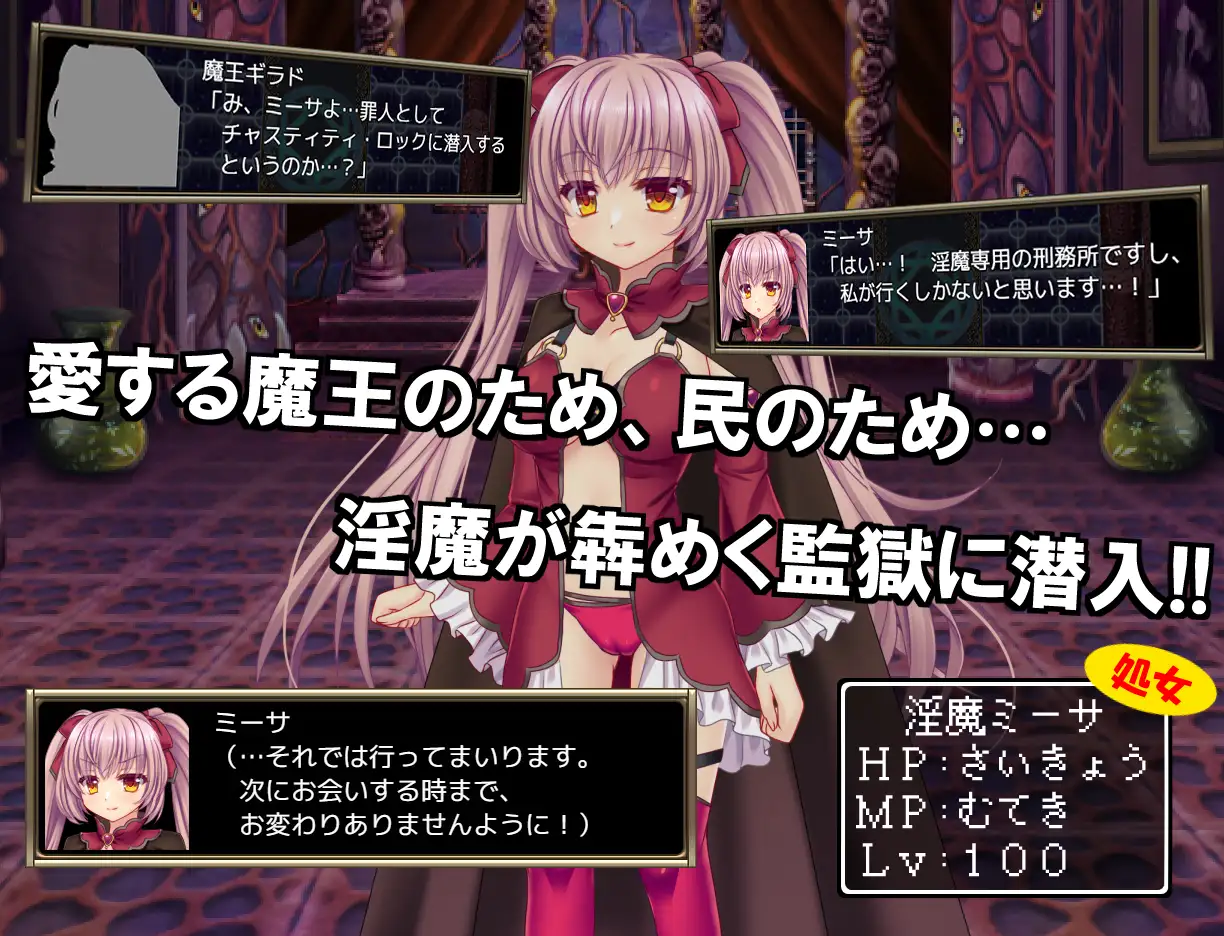 魔王ギラド
「み、ミーサよ…罪人として
チャスティティ・ロックに潜入する
というのか…？」
ミーサ
「はい…！　淫魔専用の刑務所ですし、
私が行くしかないと思います…！」
愛する魔王のため、民のため…
淫魔が犇めく監獄に潜入!!
ミーサ
（…それでは行ってまいります。
次にお会いする時まで、
お変わりありませんように！）
処女
淫魔ミーサ
HP:さいきょう
MP:むてき
Lv:100